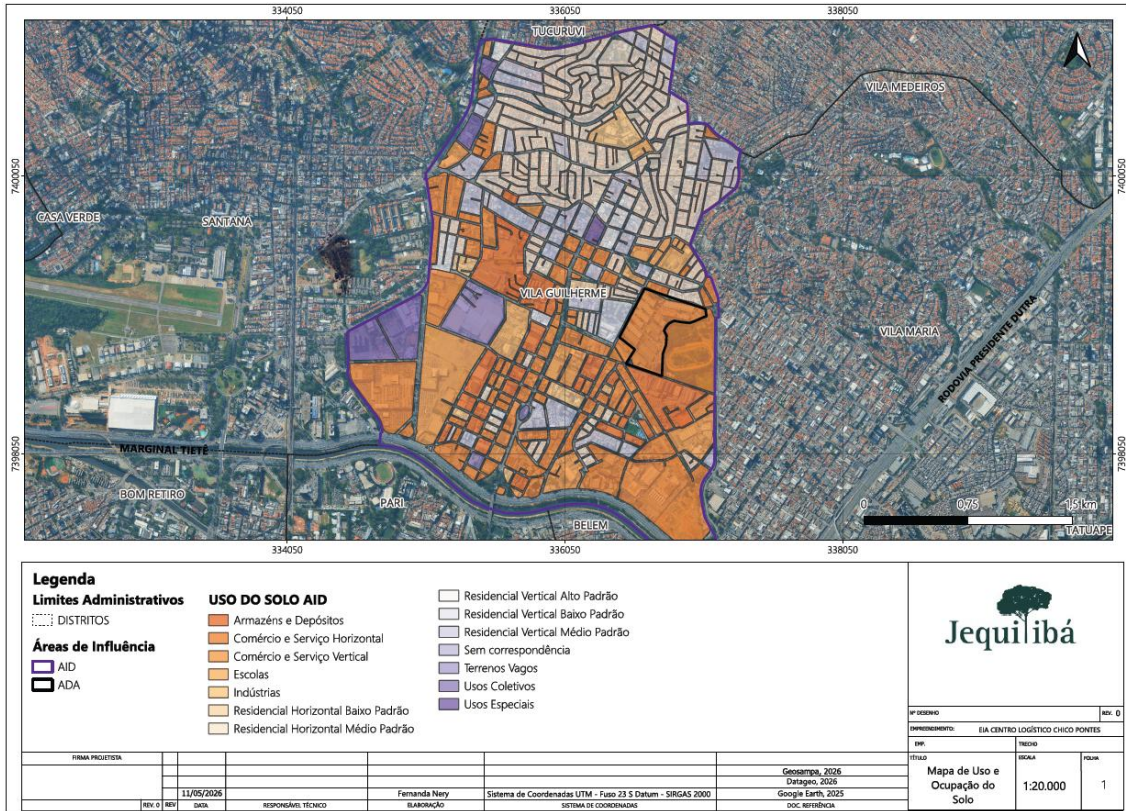 334050
336050
338050
TUCURUVI
VILA MEDEIROS
7400050
7400050
CASA VERDE
SANTANA
VILA GUILHERME
VILA MARIA
RODOVIA PRESIDENTE DUTRA
7398050
7398050
MARGINAL TIETÊ
BOM RETIRO
PARI
BELEM
0 0,75 1,5 km
TATUAPE
334050
336050
338050
Legenda
Limites Administrativos
DISTRITOS
Áreas de Influência
AID
ADA
USO DO SOLO AID
Armazéns e Depósitos
Comércio e Serviço Horizontal
Comércio e Serviço Vertical
Escolas
Indústrias
Residencial Horizontal Baixo Padrão
Residencial Horizontal Médio Padrão
Residencial Vertical Alto Padrão
Residencial Vertical Baixo Padrão
Residencial Vertical Médio Padrão
Sem correspondência
Terrenos Vagos
Usos Coletivos
Usos Especiais
Jequitibá
Nº DESENHO
REV. 0
EMPREENDIMENTO: EIA CENTRO LOGÍSTICO CHICO PONTES
EMP.
TRECHO
TÍTULO
Mapa de Uso e
Ocupação do
Solo
ESCALA
1:20.000
FOLHA
1
FIRMA PROJETISTA
Geosampa, 2026
Datageo, 2026
11/05/2026
Fernanda Nery
Sistema de Coordenadas UTM - Fuso 23 S Datum - SIRGAS 2000
Google Earth, 2025
REV. 0
REV
DATA
RESPONSÁVEL TÉCNICO
ELABORAÇÃO
SISTEMA DE COORDENADAS
DOC. REFERÊNCIA